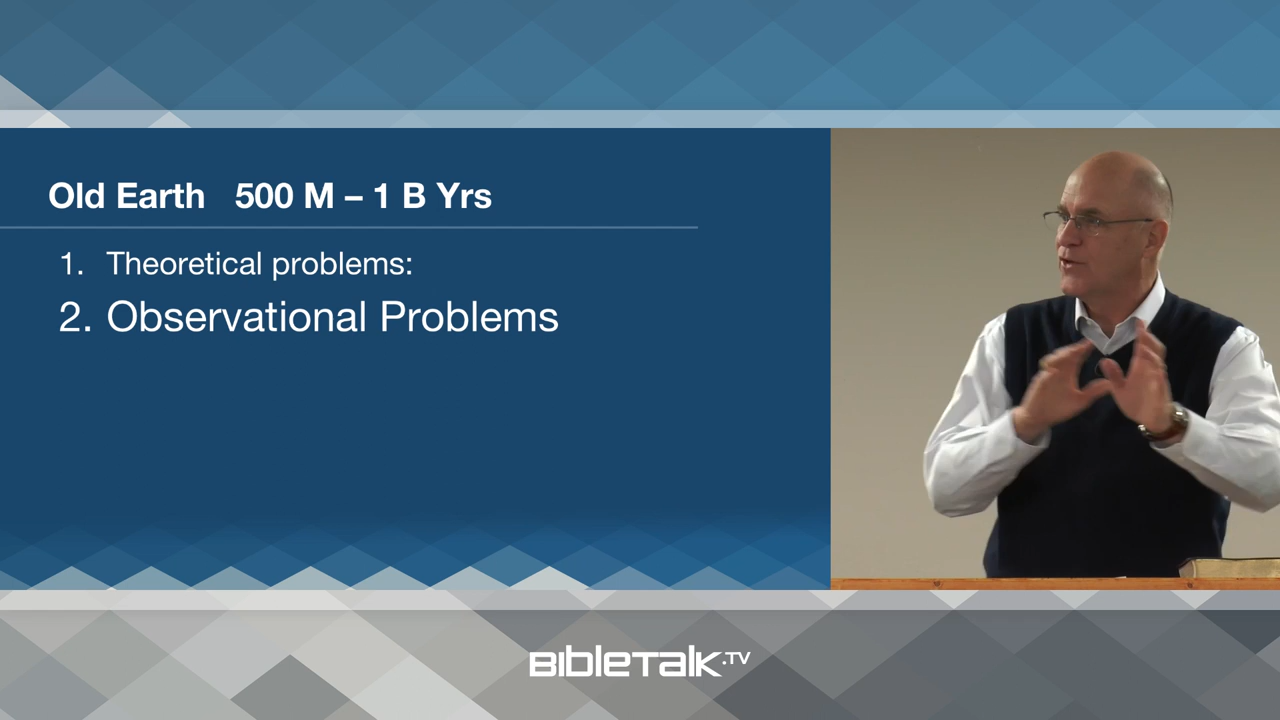 Old Earth 500 M – 1 B Yrs
1. Theoretical problems:
2. Observational Problems
BIBLETALK.TV